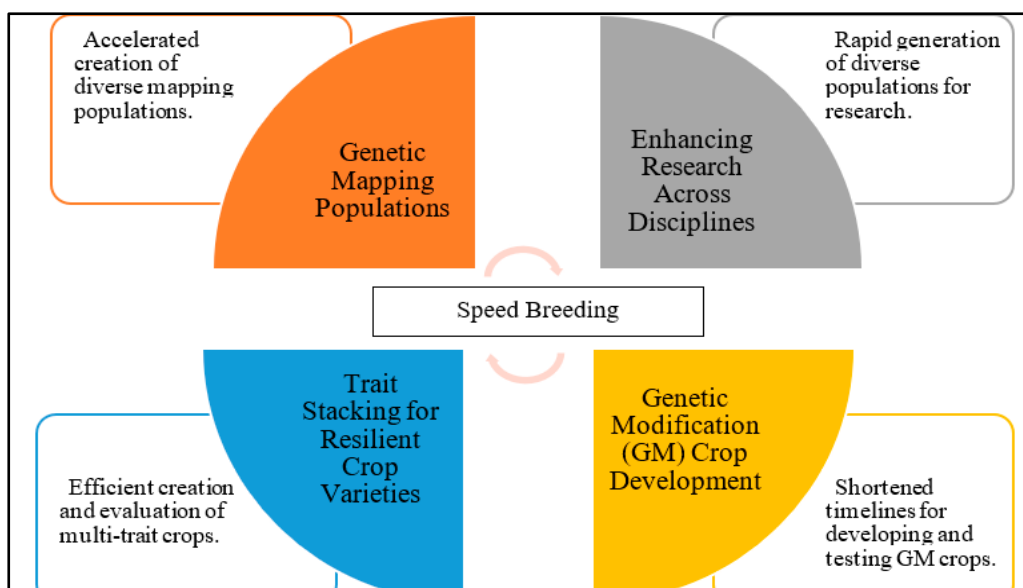 Accelerated
creation of
diverse mapping
populations.
Genetic
Mapping
Populations
Enhancing
Research
Across
Disciplines
Rapid generation
of diverse
populations for
research.
Speed Breeding
Efficient creation
and evaluation of
multi-trait crops.
Trait
Stacking for
Resilient
Crop
Varieties
Genetic
Modification
(GM) Crop
Development
Shortened
timelines for
developing and
testing GM crops.